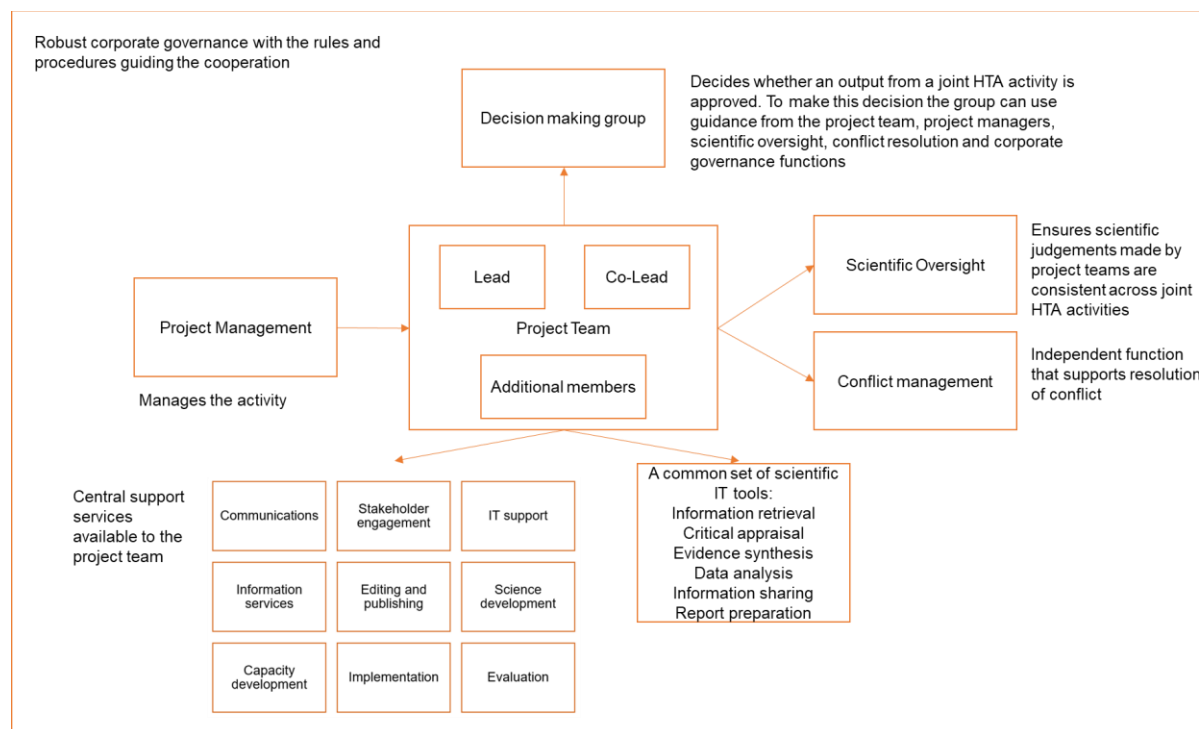 Robust corporate governance with the rules and
procedures guiding the cooperation
Decision making group
Decides whether an output from a joint HTA activity is
approved. To make this decision the group can use
guidance from the project team, project managers,
scientific oversight, conflict resolution and corporate
governance functions
Project Management
Manages the activity
Lead
Co-Lead
Project Team
Additional members
Scientific Oversight
Ensures scientific
judgements made by
project teams are
consistent across joint
HTA activities
Conflict management
Independent function
that supports resolution
of conflict
Central support
services
available to the
project team
Communications
Stakeholder
engagement
IT support
Information
services
Editing and
publishing
Science
development
Capacity
development
Implementation
Evaluation
A common set of scientific
IT tools:
Information retrieval
Critical appraisal
Evidence synthesis
Data analysis
Information sharing
Report preparation